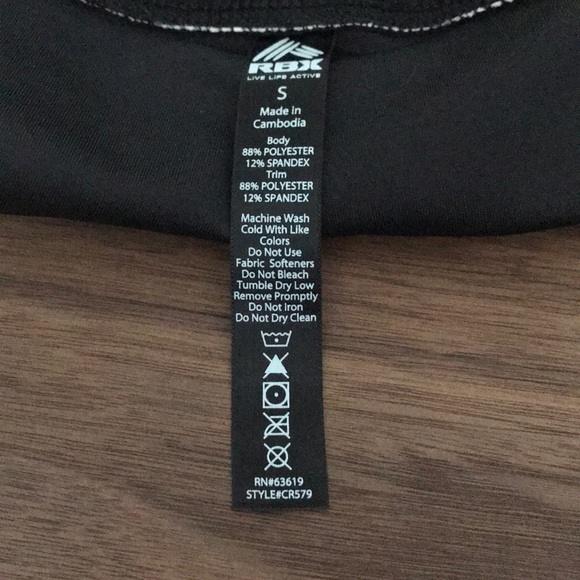 RBX
LIVE LIFE ACTIVE
S
Made in
Cambodia
Body
88% POLYESTER
12% SPANDEX
Trim
88% POLYESTER
12% SPANDEX
Machine Wash
Cold With Like
Colors
Do Not Use
Fabric Softeners
Do Not Bleach
Tumble Dry Low
Remove Promptly
Do Not Iron
Do Not Dry Clean
RN#63619
STYLE#CR579